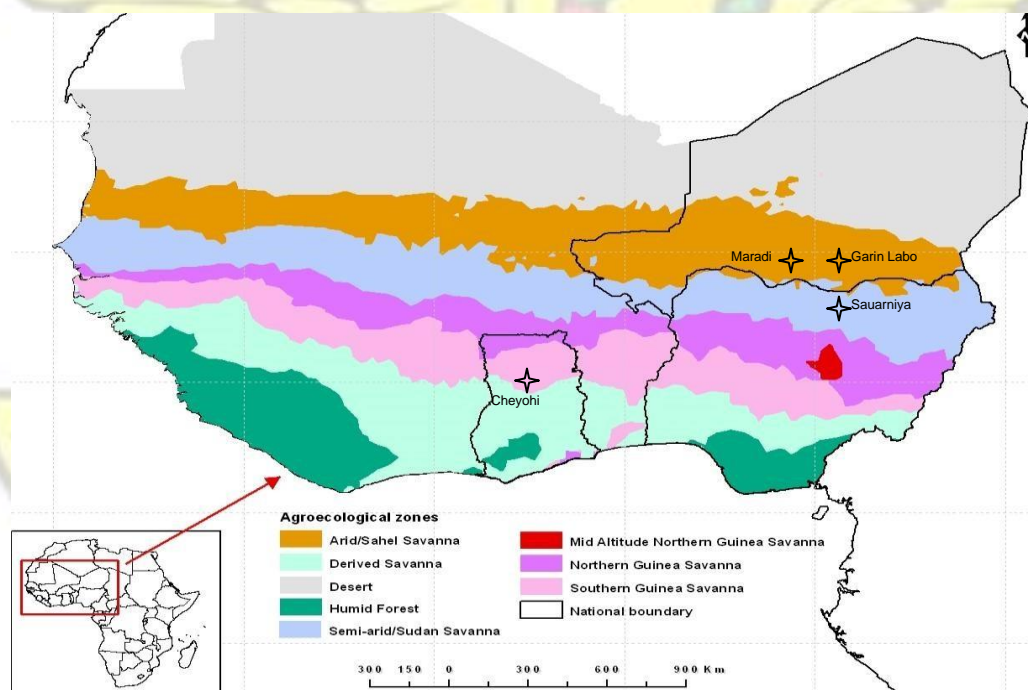 Maradi
Garin Labo
Sauarniya
Cheyohi
Agroecological zones
Arid/Sahel Savanna
Derived Savanna
Desert
Humid Forest
Semi-arid/Sudan Savanna
Mid Altitude Northern Guinea Savanna
Northern Guinea Savanna
Southern Guinea Savanna
National boundary
300 150 0 300 600 900 Km